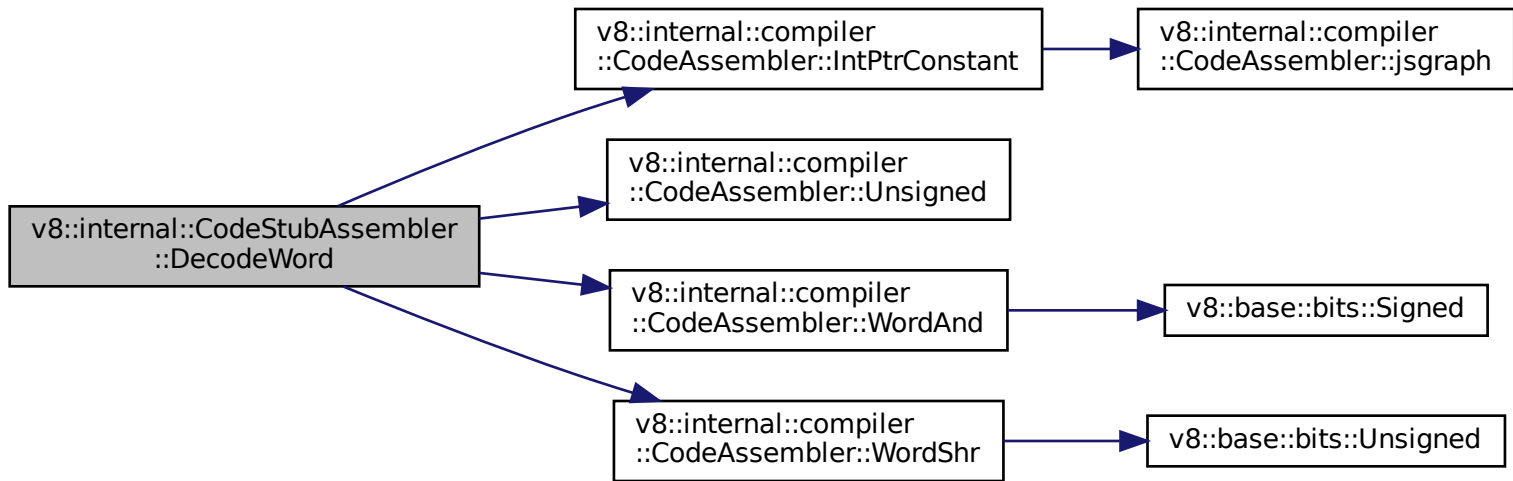 v8::internal::CodeStubAssembler
::DecodeWord
v8::internal::compiler
::CodeAssembler::IntPtrConstant
v8::internal::compiler
::CodeAssembler::jsgraph
v8::internal::compiler
::CodeAssembler::Unsigned
v8::internal::compiler
::CodeAssembler::WordAnd
v8::base::bits::Signed
v8::internal::compiler
::CodeAssembler::WordShr
v8::base::bits::Unsigned